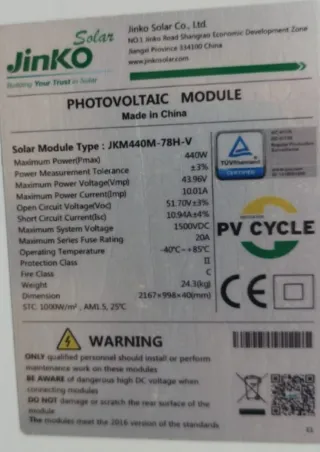 JinKO Solar
Building Your Trust in Solar
Jinko Solar Co., Ltd.
NO.1 Jinko Road Shangrao Economic Development Zone
Jiangxi Province 334100 China
www.jinkosolar.com
PHOTOVOLTAIC MODULE
Made in China
Solar Module Type : JKM440M-78H-V
Maximum Power(Pmax) 440W
Power Measurement Tolerance ±3%
Maximum Power Voltage(Vmp) 43.96V
Maximum Power Current(Imp) 10.01A
Open Circuit Voltage(Voc) 51.70V±3%
Short Circuit Current(Isc) 10.94A±4%
Maximum System Voltage 1500VDC
Maximum Series Fuse Rating 20A
Operating Temperature -40℃~+85℃
Protection Class II
Fire Class C
Weight 24.3(kg)
Dimension 2167×996×40(mm)
STC: 1000W/m², AM1.5, 25℃
TÜVRheinland
CERTIFIED
PV CYCLE
CE
WARNING
ONLY qualified personnel should install or perform
maintenance work on these modules
BE AWARE of dangerous high DC voltage when
connecting modules
DO NOT damage or scratch the rear surface of the
module
The modules meet the 2016 version of the standards